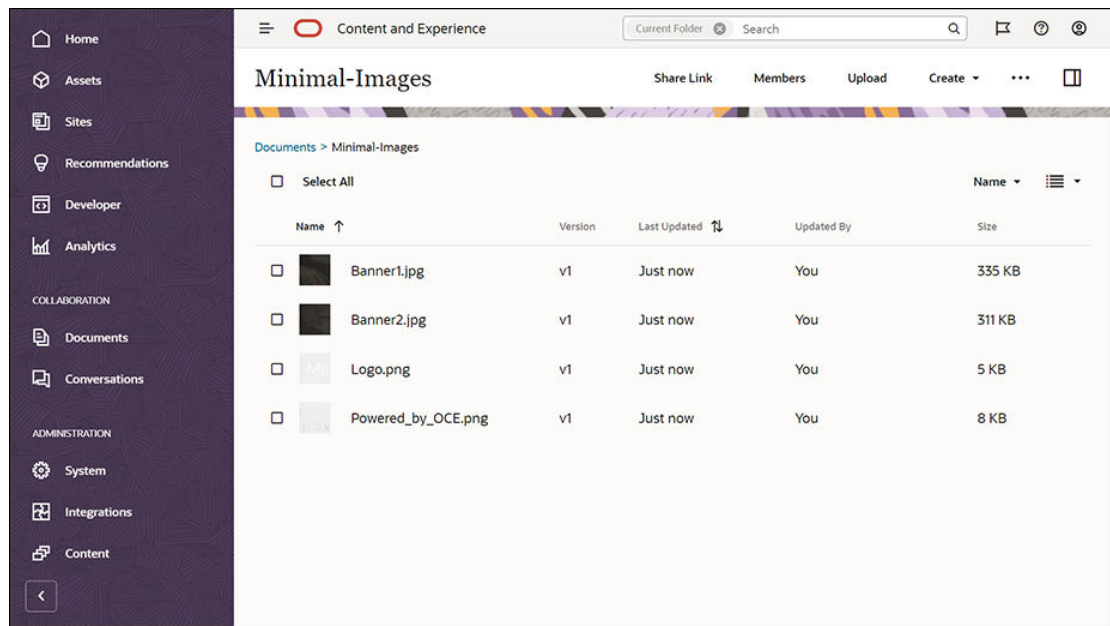 Home
Assets
Sites
Recommendations
Developer
Analytics
COLLABORATION
Documents
Conversations
ADMINISTRATION
System
Integrations
Content
Content and Experience
Current Folder Search
Minimal-Images
Share Link Members Upload Create
Documents > Minimal-Images
Select All Name
Name Version Last Updated Updated By Size
Banner1.jpg v1 Just now You 335 KB
Banner2.jpg v1 Just now You 311 KB
Logo.png v1 Just now You 5 KB
Powered_by_OCE.png v1 Just now You 8 KB